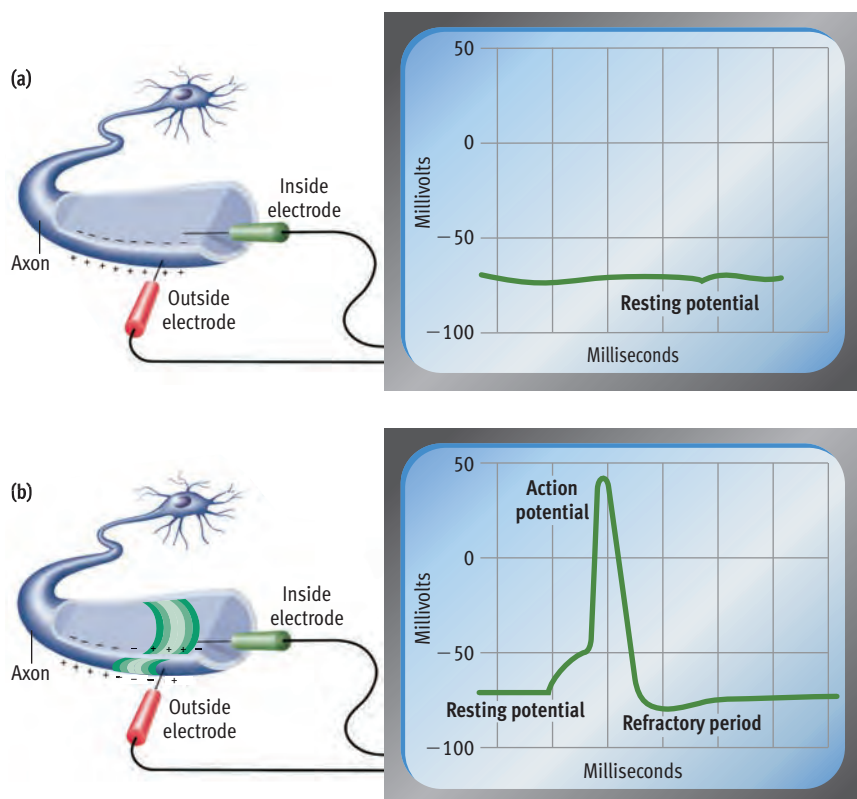 (a)
Axon
Inside
electrode
Outside
electrode
50
0
−50
−100
Millivolts
Resting potential
Milliseconds
(b)
Axon
Inside
electrode
Outside
electrode
50
0
−50
−100
Millivolts
Action
potential
Resting potential
Refractory period
Milliseconds